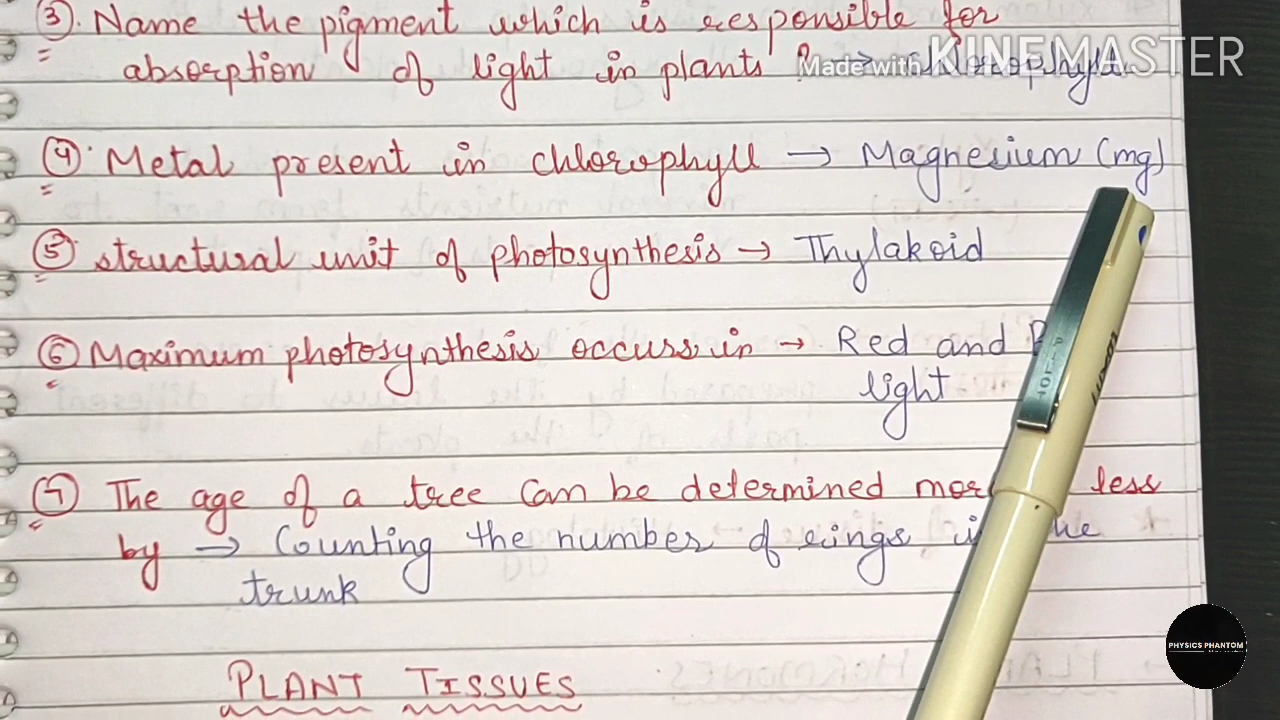 ③. Name the pigment which is responsible for
absorption of light in plants ? → chlorophyll.
Made with KINEMASTER
④. Metal present in chlorophyll → Magnesium (mg)
⑤ structural unit of photosynthesis → Thylakoid
⑥ Maximum photosynthesis occurs in → Red and
light
PILOT
⑦ The age of a tree can be determined less
by → Counting the number of rings
trunk
PHYSICS PHANTOM
PLANT TISSUES